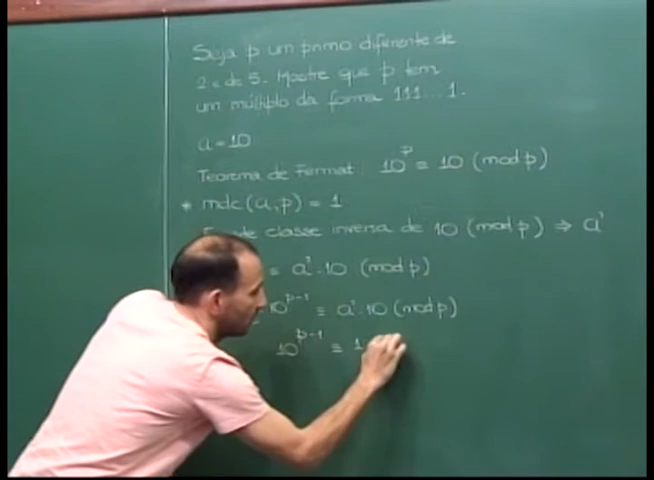 Seja p um primo diferente de
2 e de 5. Mostre que p tem
um múltiplo da forma 111...1.
a = 10
Teorema de Fermat: 10^p ≡ 10 (mod p)
* mdc(a,p) = 1
de classe inversa de 10 (mod p) ⇒ a'
≡ a'·10 (mod p)
10^{p-1} ≡ a'·10 (mod p)
10^{p-1} ≡ 1